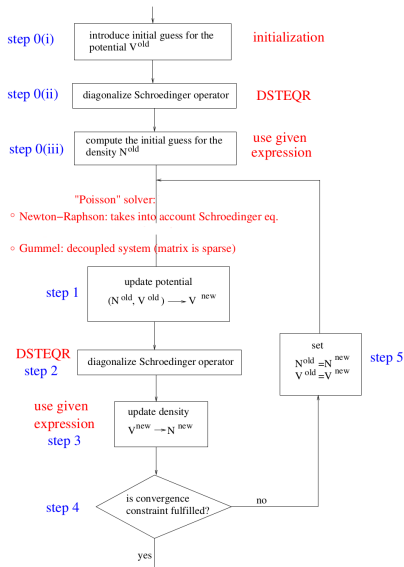 step 0(i)
introduce initial guess for the
potential V^old
initialization
step 0(ii)
diagonalize Schroedinger operator
DSTEQR
step 0(iii)
compute the initial guess for the
density N^old
use given
expression
"Poisson" solver:
○ Newton−Raphson: takes into account Schroedinger eq.
○ Gummel: decoupled system (matrix is sparse)
step 1
update potential
(N^old, V^old) → V^new
DSTEQR
step 2
diagonalize Schroedinger operator
set
N^old =N^new
V^old =V^new
step 5
use given
expression
step 3
update density
V^new → N^new
step 4
is convergence
constraint fulfilled?
no
yes